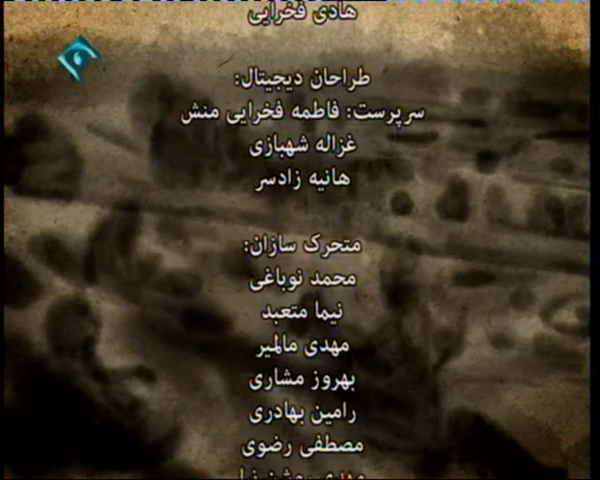 هادی فخرایی
طراحان دیجیتال:
سرپرست: فاطمه فخرایی منش
غزاله شهبازی
هانیه زادسر
متحرک سازان:
محمد نوباغی
نیما متعبد
مهدی مالمیر
بهروز مشاری
رامین بهادری
مصطفی رضوی